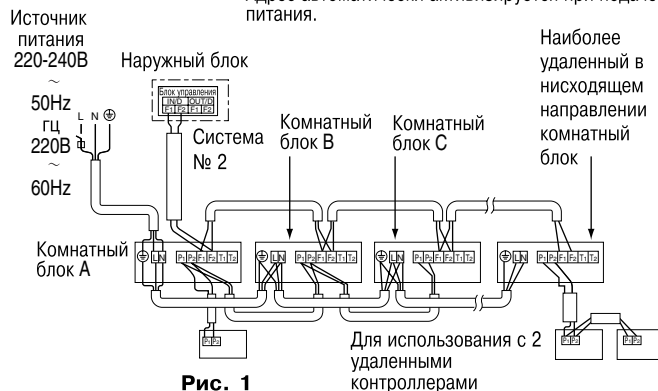 Адрес автоматически активизируется при подаче
питания.
Источник
питания
220-240В
~
50Hz
гц
220В
~
60Hz
L N
Наружный блок
Блок управления
IN/D OUT/D
F1 F2 F1 F2
Система
№ 2
Комнатный
блок В
Комнатный
блок С
Наиболее
удаленный в
нисходящем
направлении
комнатный
блок
Комнатный
блок А
L N P1 P2 F1 F2 T1 T2
L N P1 P2 F1 F2 T1 T2
L N P1 P2 F1 F2 T1 T2
L N P1 P2 F1 F2 T1 T2
P1 P2
P1 P2
P1 P2
Для использования с 2
удаленными
контроллерами
Рис. 1